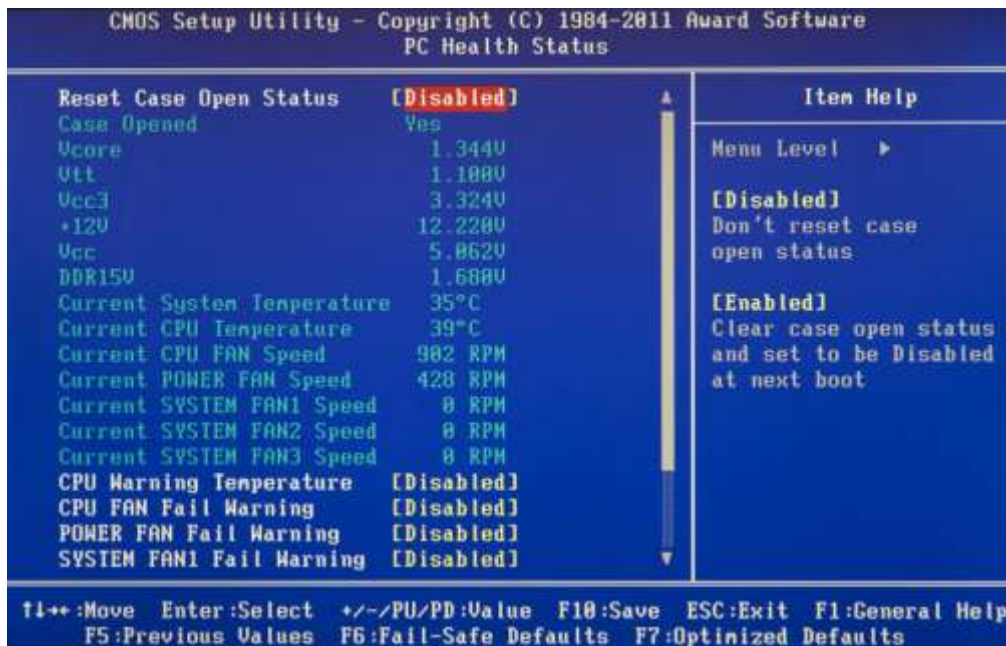 CMOS Setup Utility - Copyright (C) 1984-2011 Award Software
PC Health Status
Reset Case Open Status [Disabled]
Case Opened Yes
Vcore 1.344V
Vtt 1.100V
Vcc3 3.324V
+12V 12.220V
Vcc 5.062V
DDR15V 1.680V
Current System Temperature 35°C
Current CPU Temperature 39°C
Current CPU FAN Speed 902 RPM
Current POWER FAN Speed 428 RPM
Current SYSTEM FAN1 Speed 0 RPM
Current SYSTEM FAN2 Speed 0 RPM
Current SYSTEM FAN3 Speed 0 RPM
CPU Warning Temperature [Disabled]
CPU FAN Fail Warning [Disabled]
POWER FAN Fail Warning [Disabled]
SYSTEM FAN1 Fail Warning [Disabled]
Item Help
Menu Level ▶
[Disabled]
Don't reset case
open status
[Enabled]
Clear case open status
and set to be Disabled
at next boot
↑↓→←:Move Enter:Select +/-/PU/PD:Value F10:Save ESC:Exit F1:General Help
F5:Previous Values F6:Fail-Safe Defaults F7:Optimized Defaults